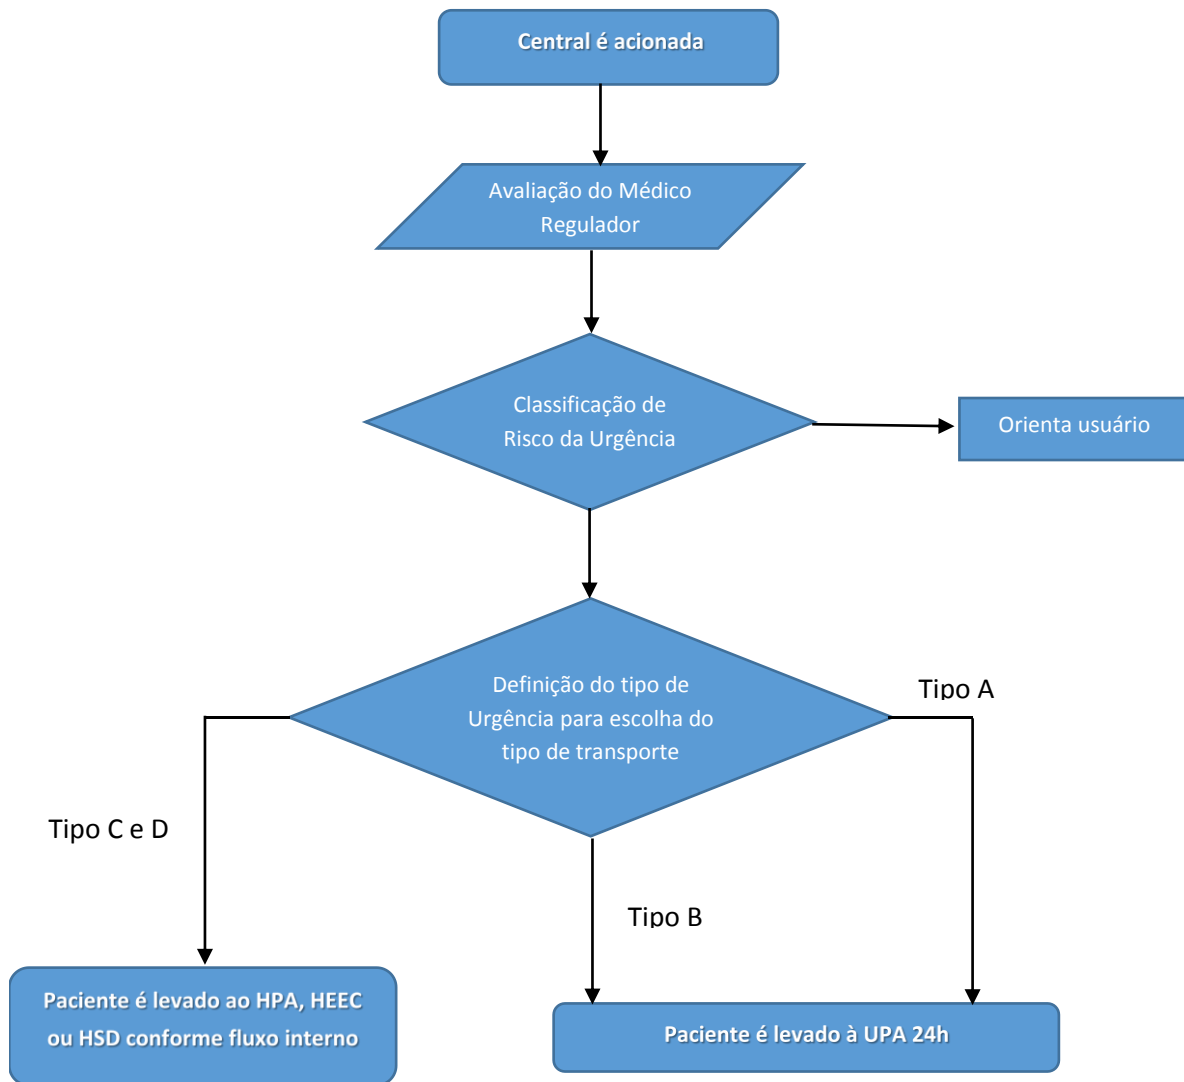 Central é acionada
Avaliação do Médico
Regulador
Classificação de
Risco da Urgência
Orienta usuário
Definição do tipo de
Urgência para escolha do
tipo de transporte
Tipo A
Tipo C e D
Tipo B
Paciente é levado ao HPA, HEEC
ou HSD conforme fluxo interno
Paciente é levado à UPA 24h